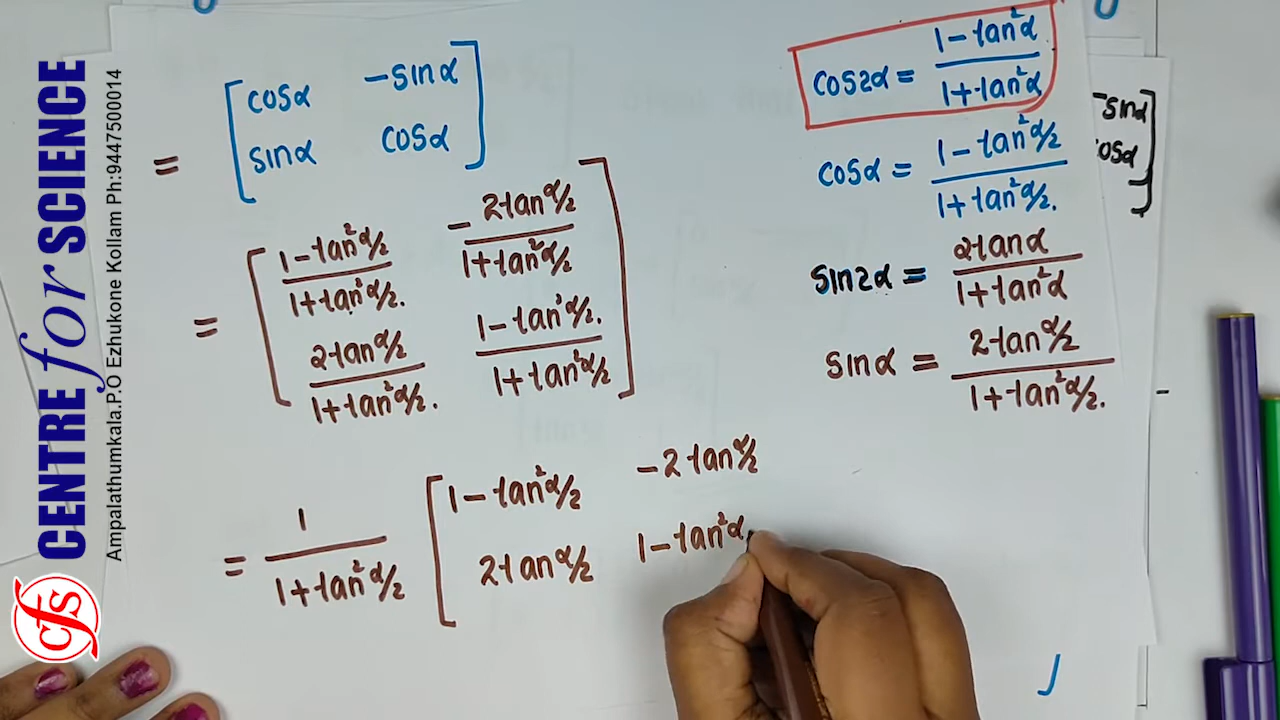 CENTRE for SCIENCE
Ampalathumkala.P.O Ezhukone Kollam Ph:9447500014
cfs
= [cosα -sinα
sinα cosα]
= [(1-tan²α/2)/(1+tan²α/2.) -2tanα/2/(1+tan²α/2)
2tanα/2/(1+tan²α/2.) (1-tan²α/2.)/(1+tan²α/2)]
= 1/(1+tan²α/2) [1-tan²α/2 -2tanα/2
2tanα/2 1-tan²α
cos2α = (1-tan²α)/(1+tan²α)
cosα = (1-tan²α/2)/(1+tan²α/2.)
sin2α = 2tanα/(1+tan²α)
sinα = 2tanα/2/(1+tan²α/2.)
-sinα
cosα]